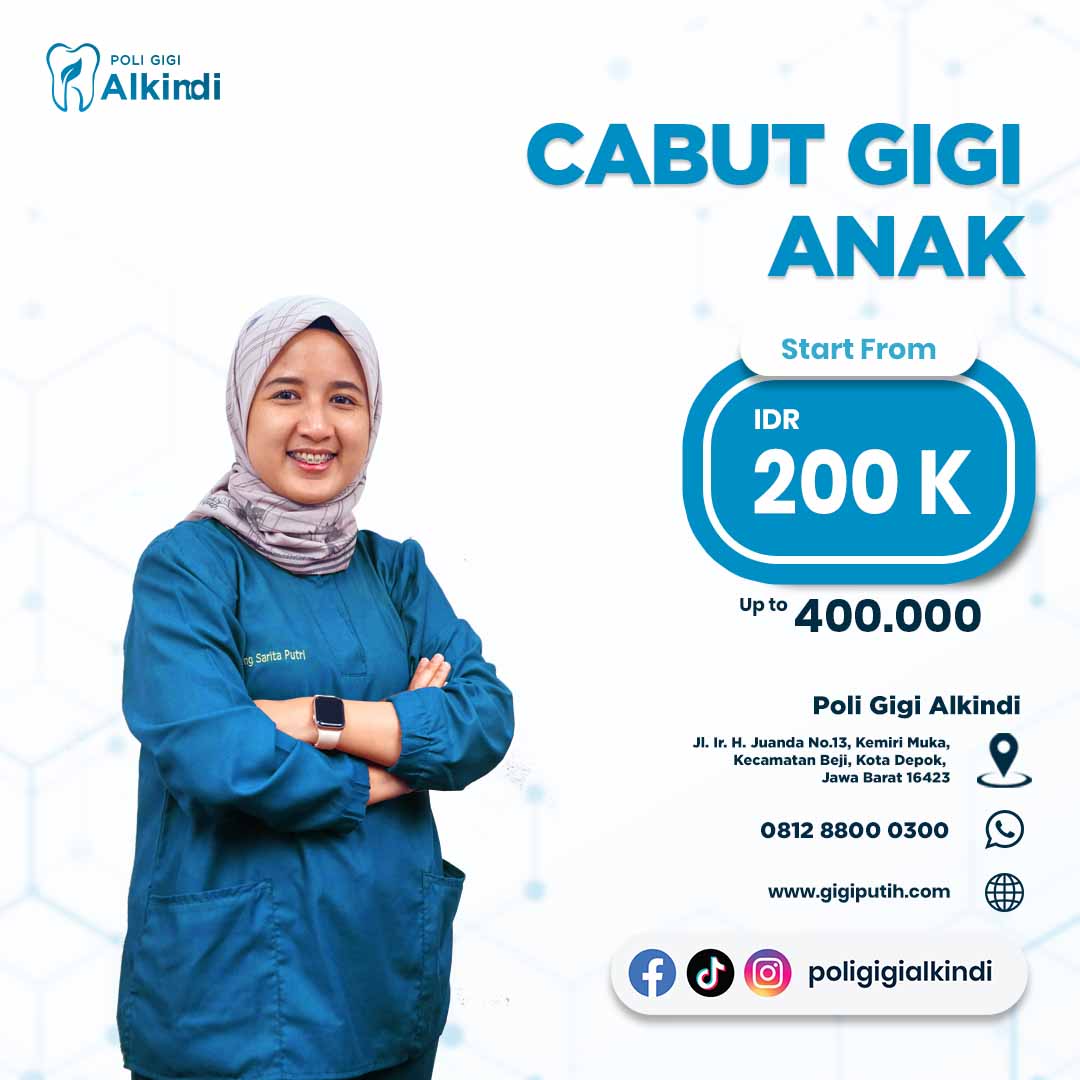 POLI GIGI
Alkindi
CABUT GIGI
ANAK
Start From
IDR
200 K
Up to 400.000
ng Sarita Putri
Poli Gigi Alkindi
Jl. Ir. H. Juanda No.13, Kemiri Muka,
Kecamatan Beji, Kota Depok,
Jawa Barat 16423
0812 8800 0300
www.gigiputih.com
poligigialkindi